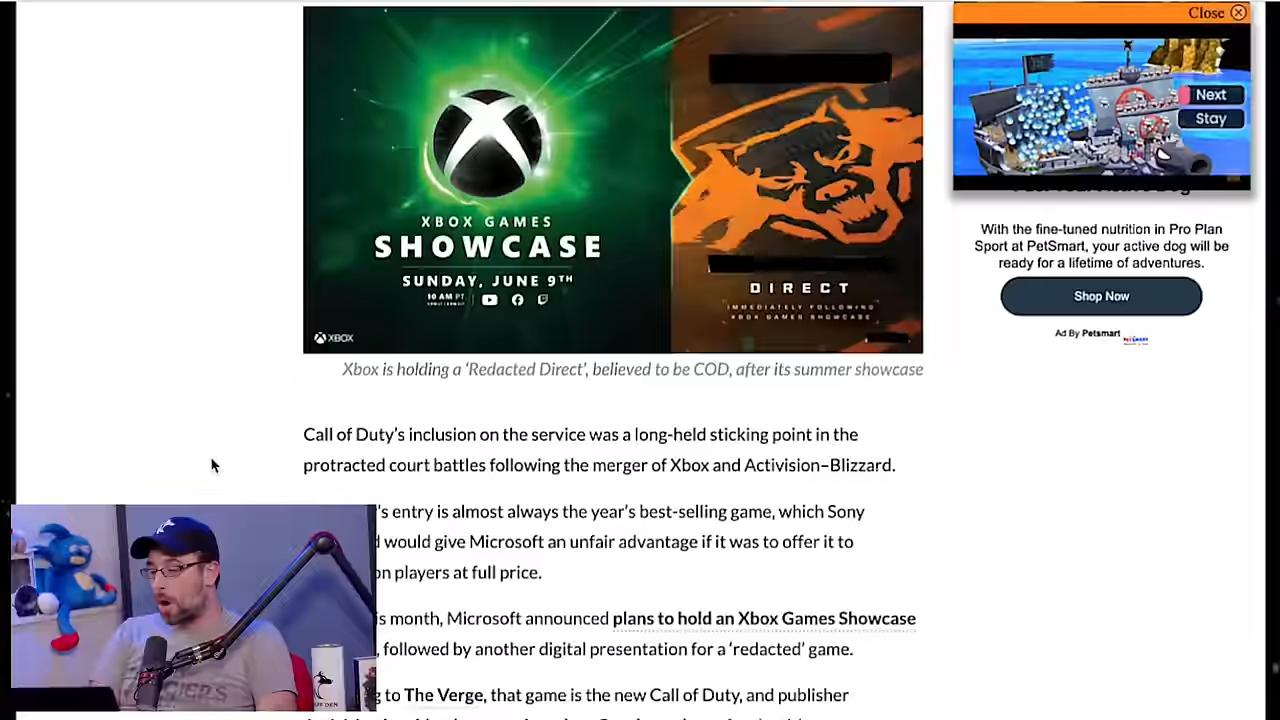 XBOX GAMES
SHOWCASE
SUNDAY, JUNE 9TH
10 AM PT
XBOX
DIRECT
IMMEDIATELY FOLLOWING
XBOX GAMES SHOWCASE
Xbox is holding a ‘Redacted Direct’, believed to be COD, after its summer showcase
Call of Duty’s inclusion on the service was a long-held sticking point in the
protracted court battles following the merger of Xbox and Activision–Blizzard.
’s entry is almost always the year’s best-selling game, which Sony
would give Microsoft an unfair advantage if it was to offer it to
players at full price.
month, Microsoft announced plans to hold an Xbox Games Showcase
, followed by another digital presentation for a ‘redacted’ game.
to The Verge, that game is the new Call of Duty, and publisher
Close
Next
Stay
With the fine-tuned nutrition in Pro Plan
Sport at PetSmart, your active dog will be
ready for a lifetime of adventures.
Shop Now
Ad By Petsmart